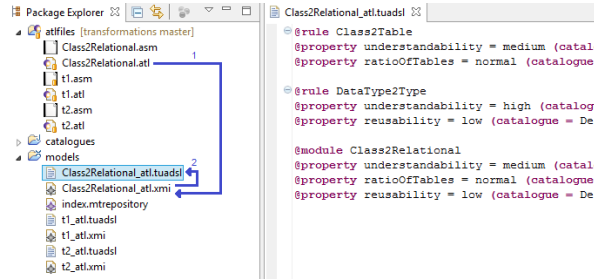 Package Explorer
atlfiles [transformations master]
Class2Relational.asm
Class2Relational.atl
t1.asm
t1.atl
t2.asm
t2.atl
catalogues
models
Class2Relational_atl.tuadsl
Class2Relational_atl.xmi
index.mtrepository
t1_atl.tuadsl
t1_atl.xmi
t2_atl.tuadsl
t2_atl.xmi
1
2
Class2Relational_atl.tuadsl
@rule Class2Table
@property understandability = medium (catal
@property ratioOfTables = normal (catalogue
@rule DataType2Type
@property understandability = high (catalog
@property reusability = low (catalogue = De
@module Class2Relational
@property understandability = medium (catal
@property ratioOfTables = normal (catalogue
@property reusability = low (catalogue = De